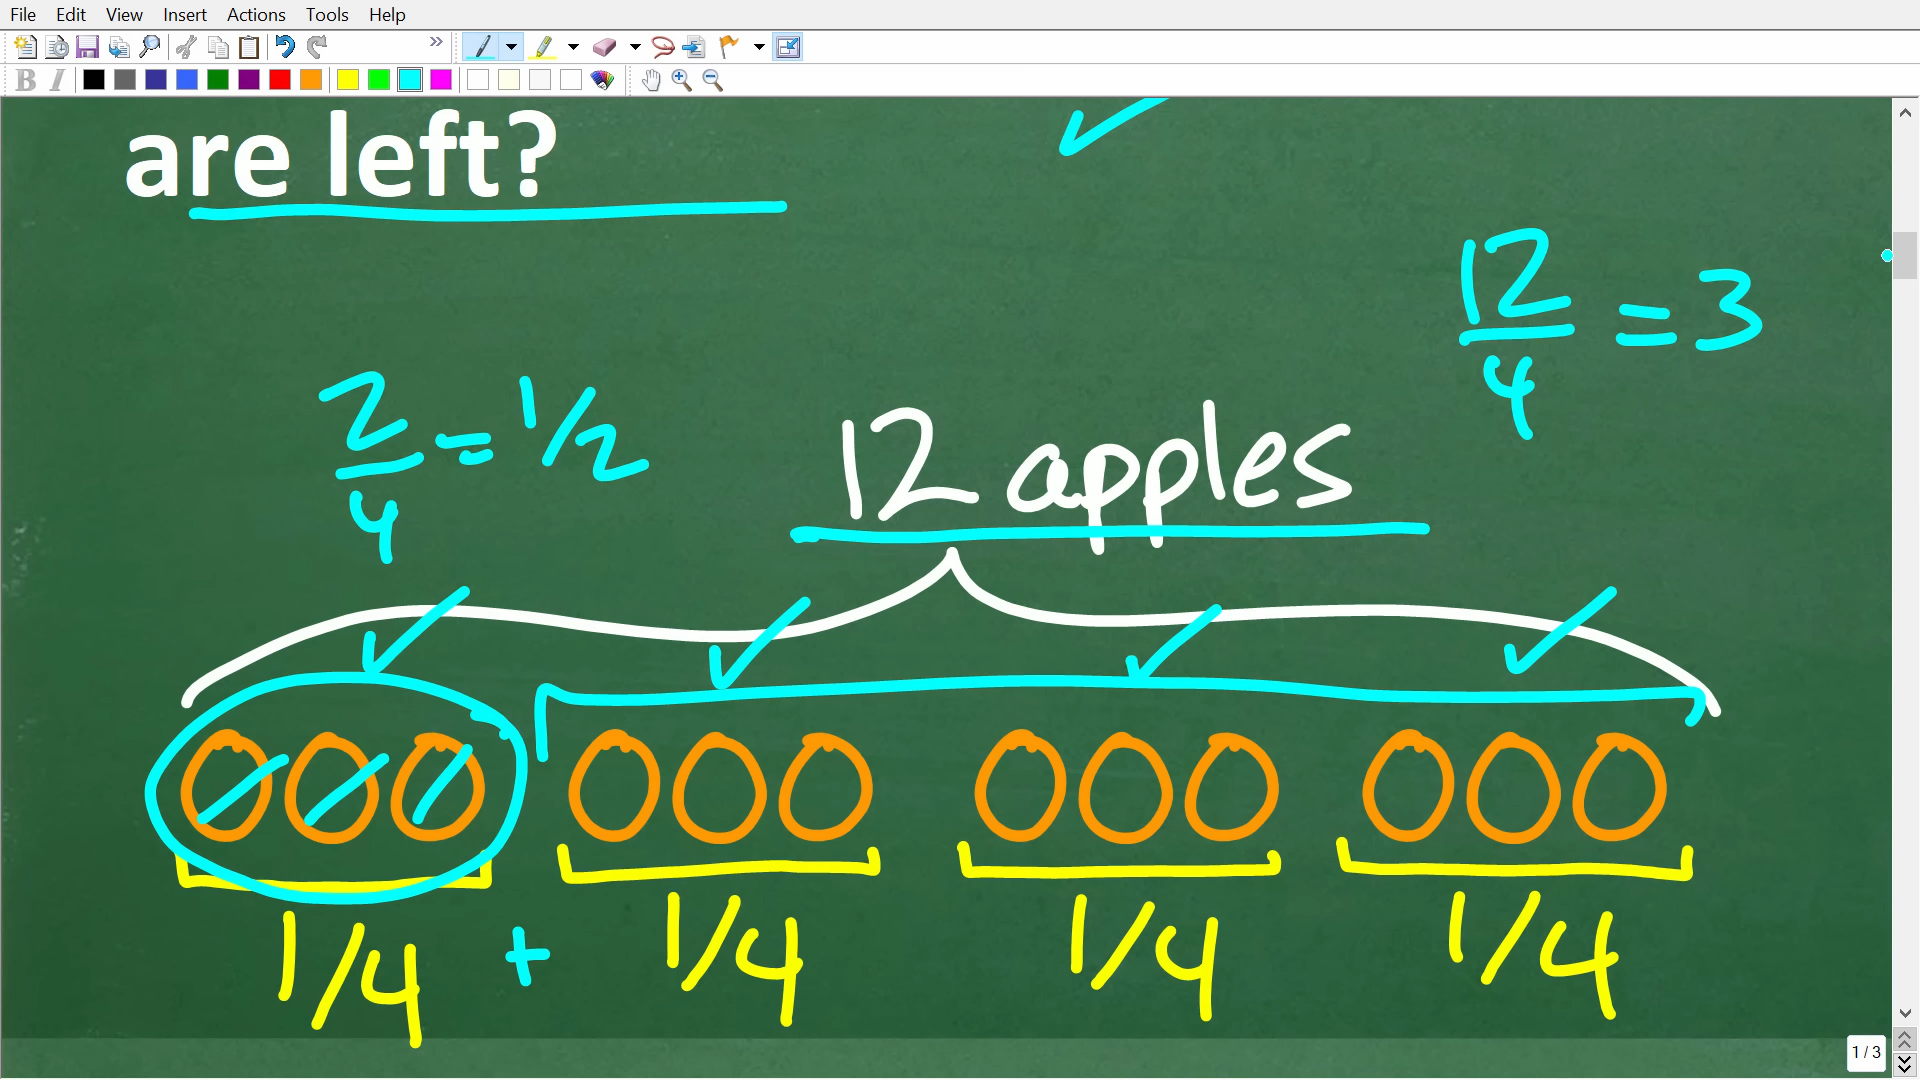 File Edit View Insert Actions Tools Help
B I
are left?
12/4 = 3
2/4 = 1/2
12 apples
1/4 + 1/4 1/4 1/4
1 / 3